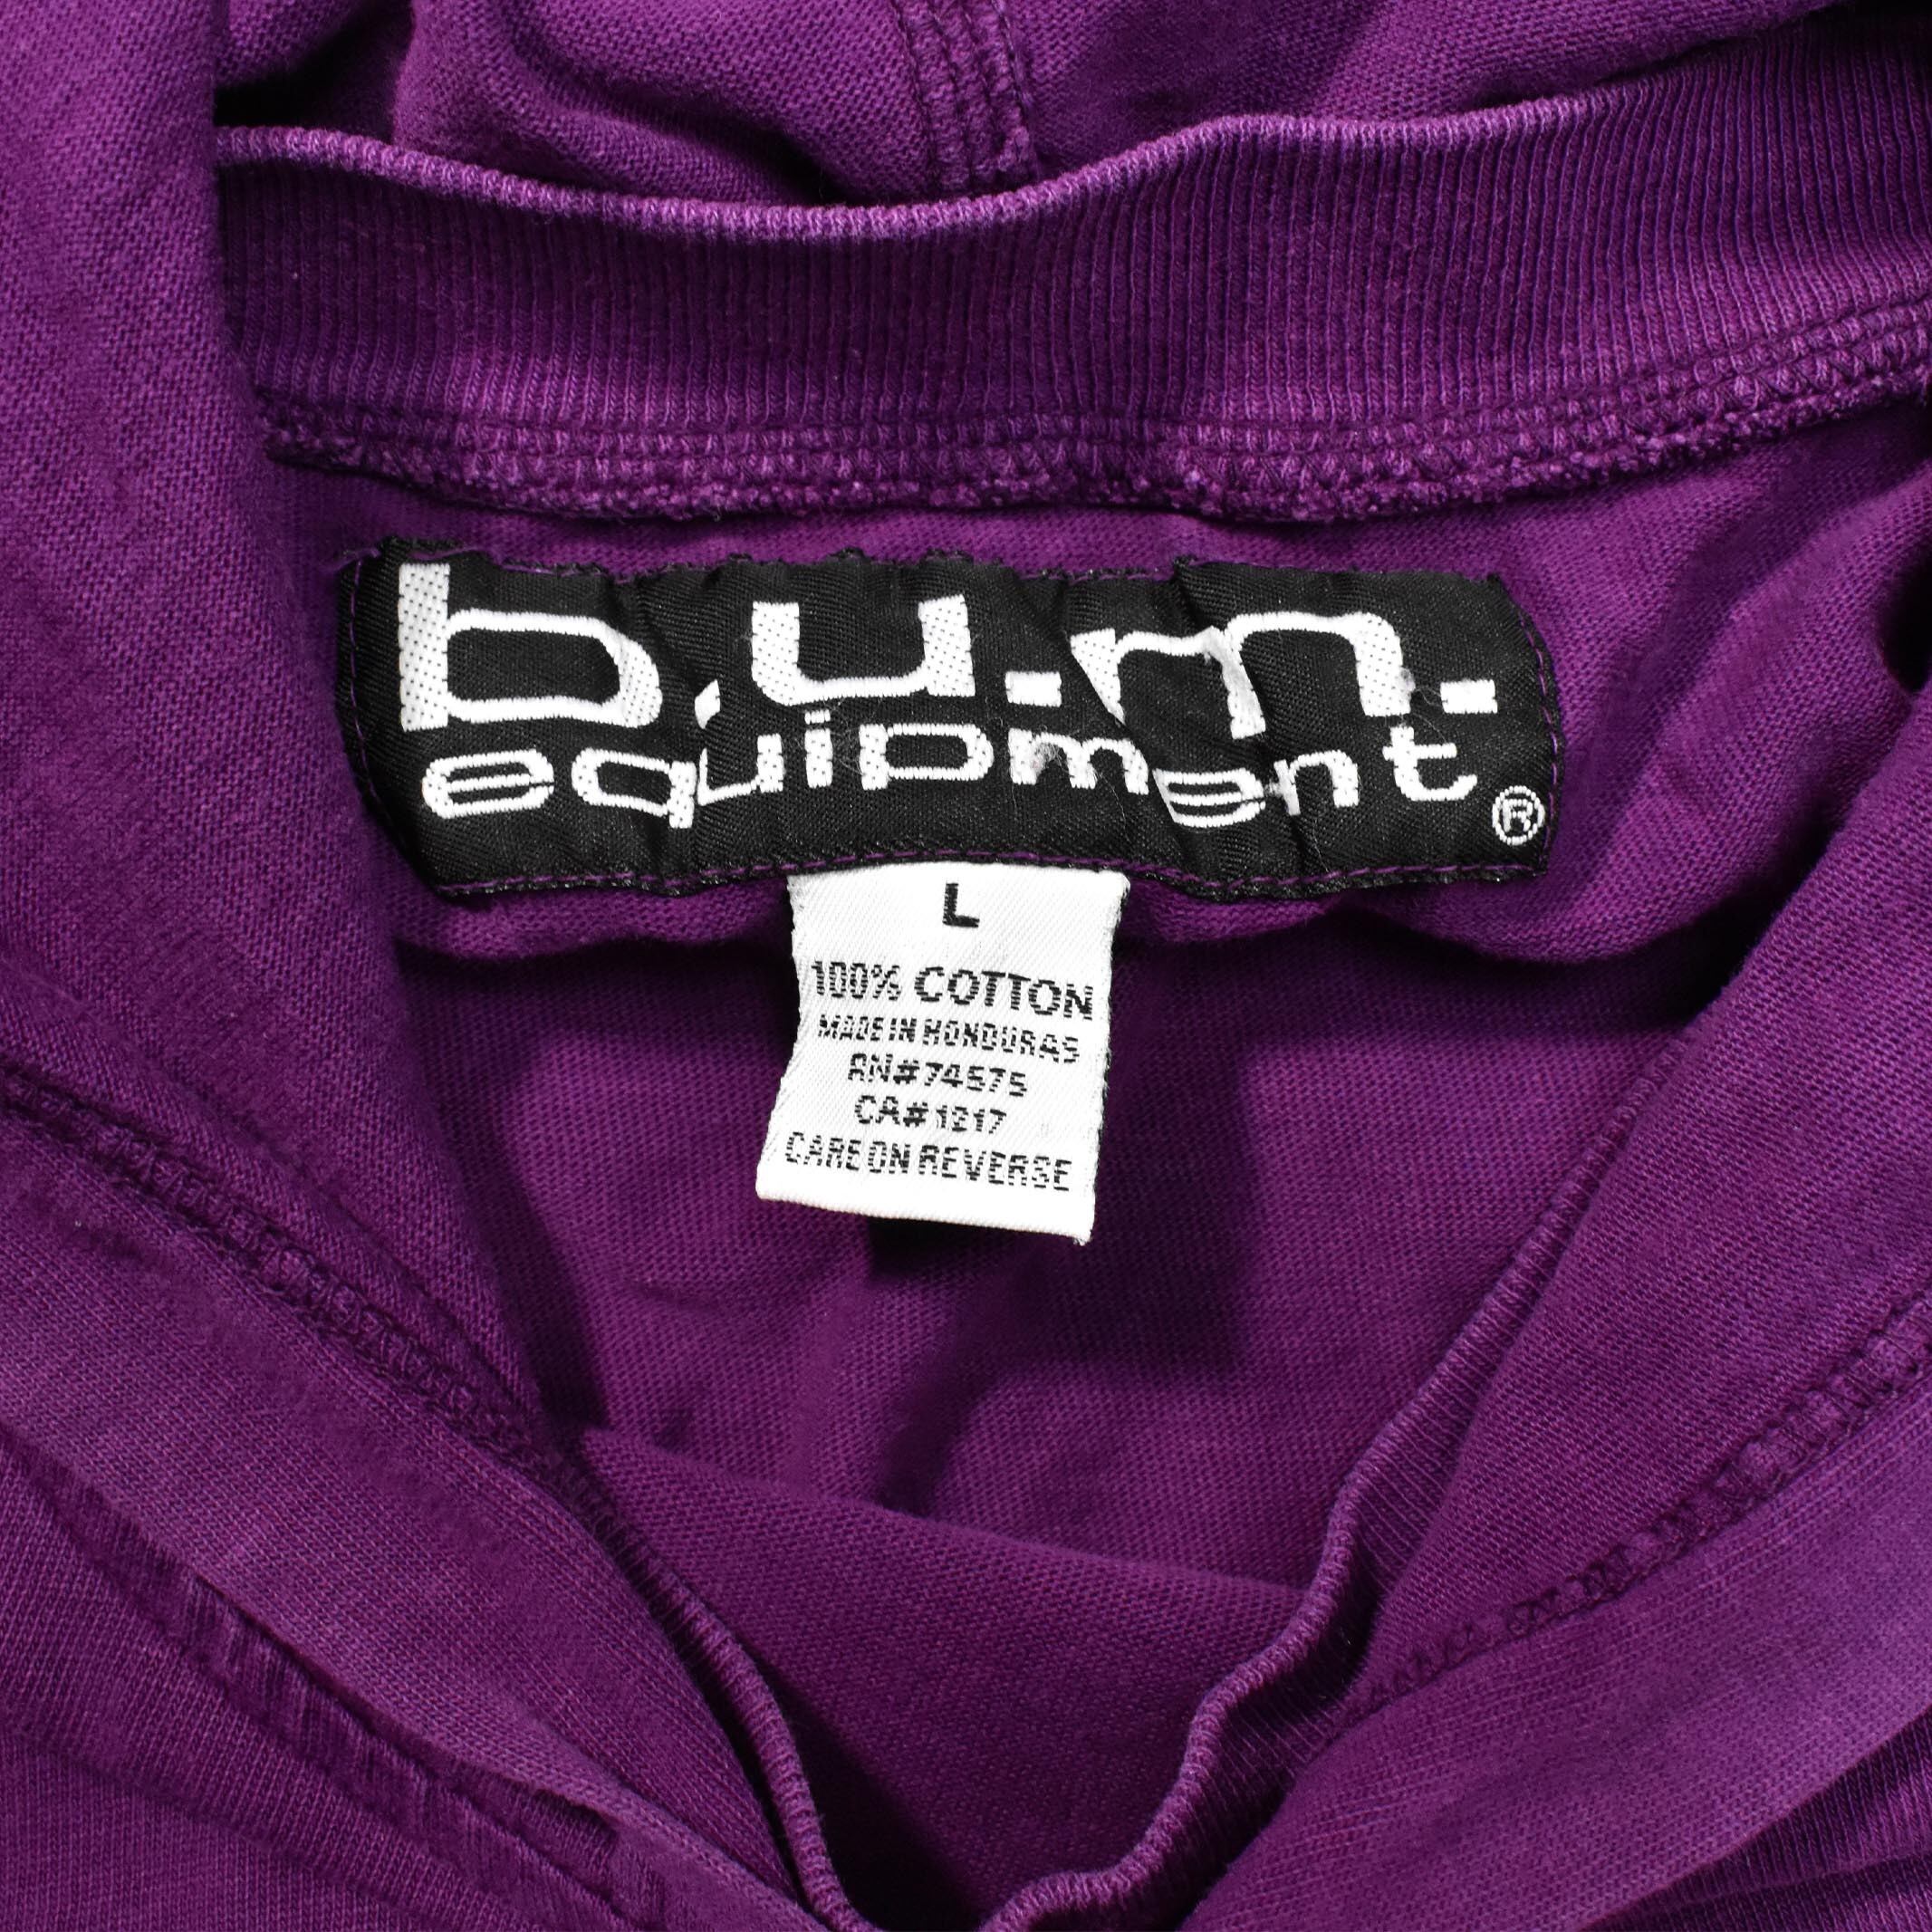 b.u.m.
equipment®
L
100% COTTON
MADE IN HONDURAS
RN#74575
CA#1217
CARE ON REVERSE